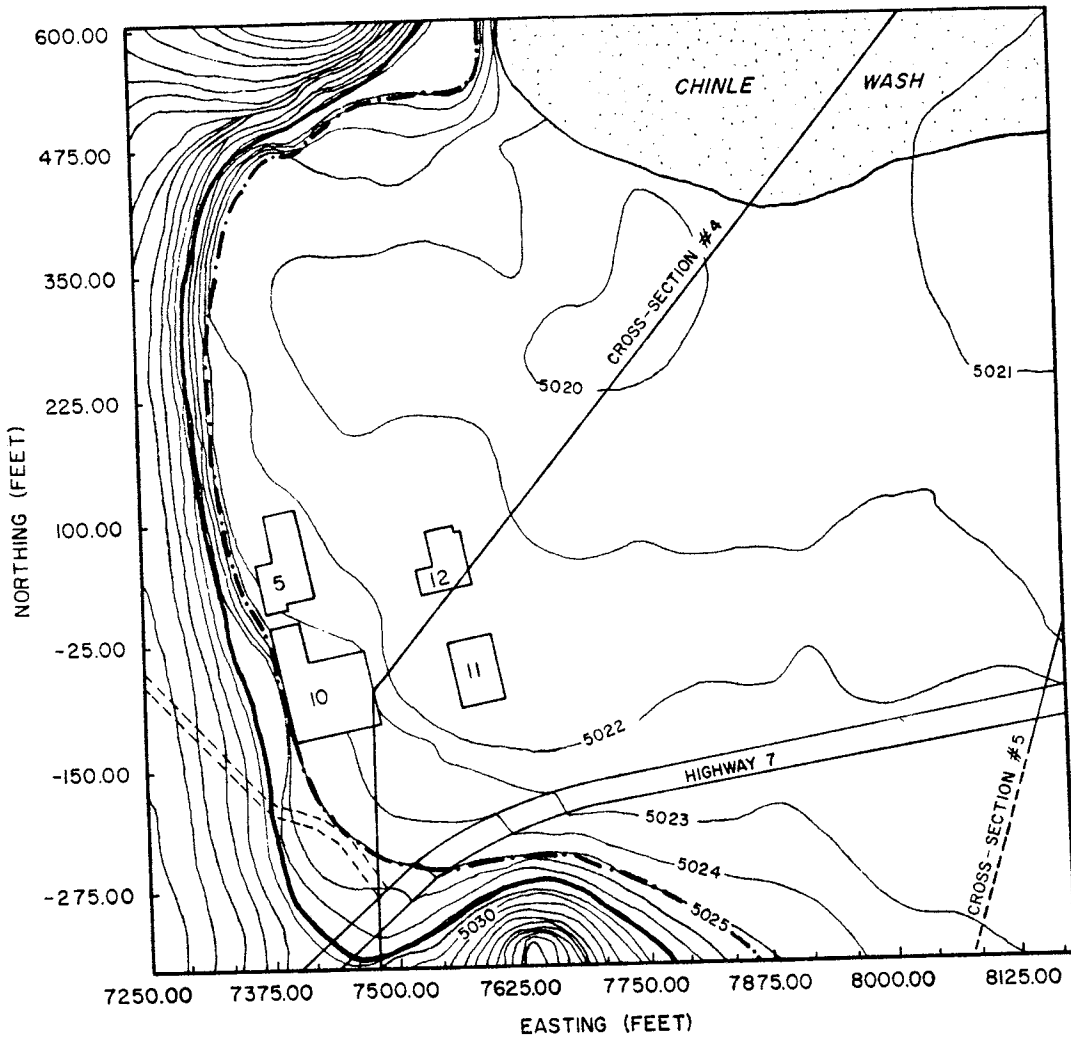 600.00
CHINLE WASH
475.00
CROSS-SECTION #4
350.00
5020
5021
225.00
NORTHING (FEET)
100.00
5
12
-25.00
10
11
5022
-150.00
HIGHWAY 7
CROSS-SECTION #5
5023
5024
-275.00
5025
5030
7250.00 7375.00 7500.00 7625.00 7750.00 7875.00 8000.00 8125.00
EASTING (FEET)